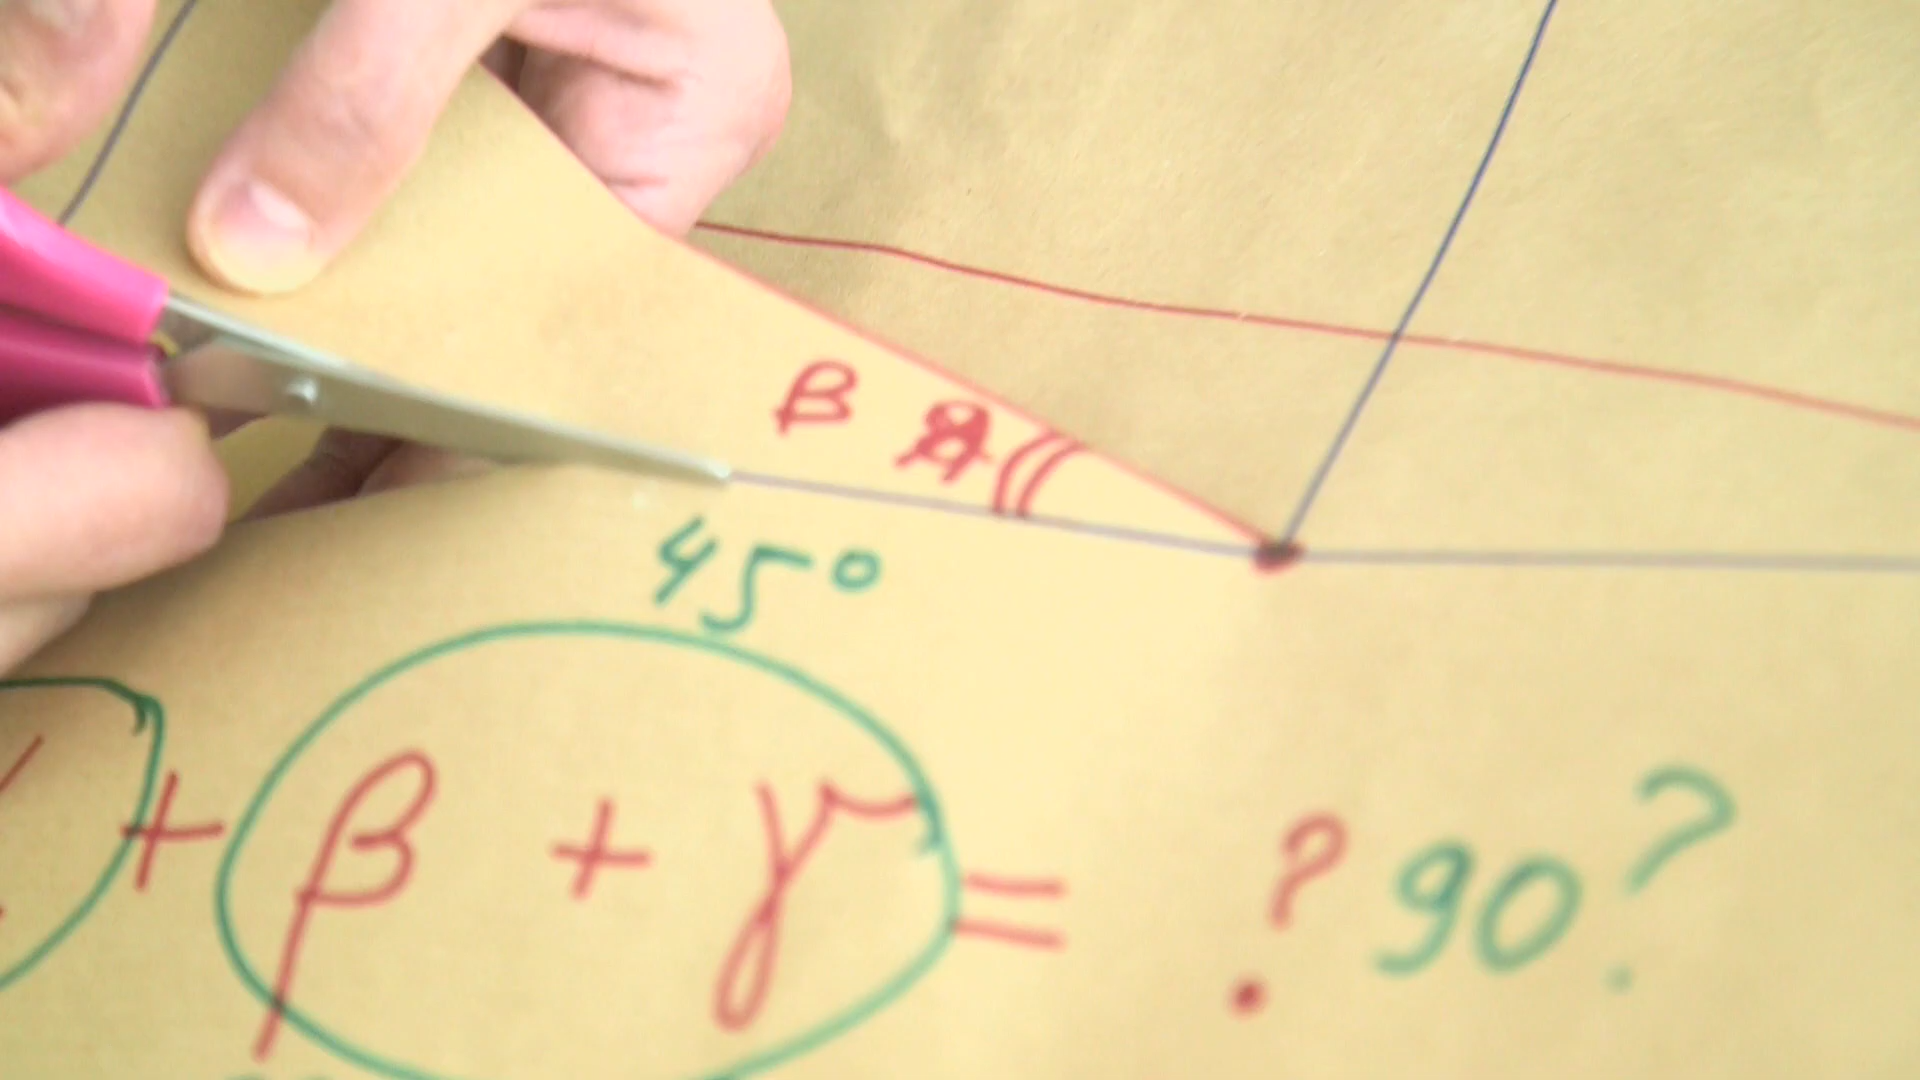 β
45°
+ β + γ = ? 90?